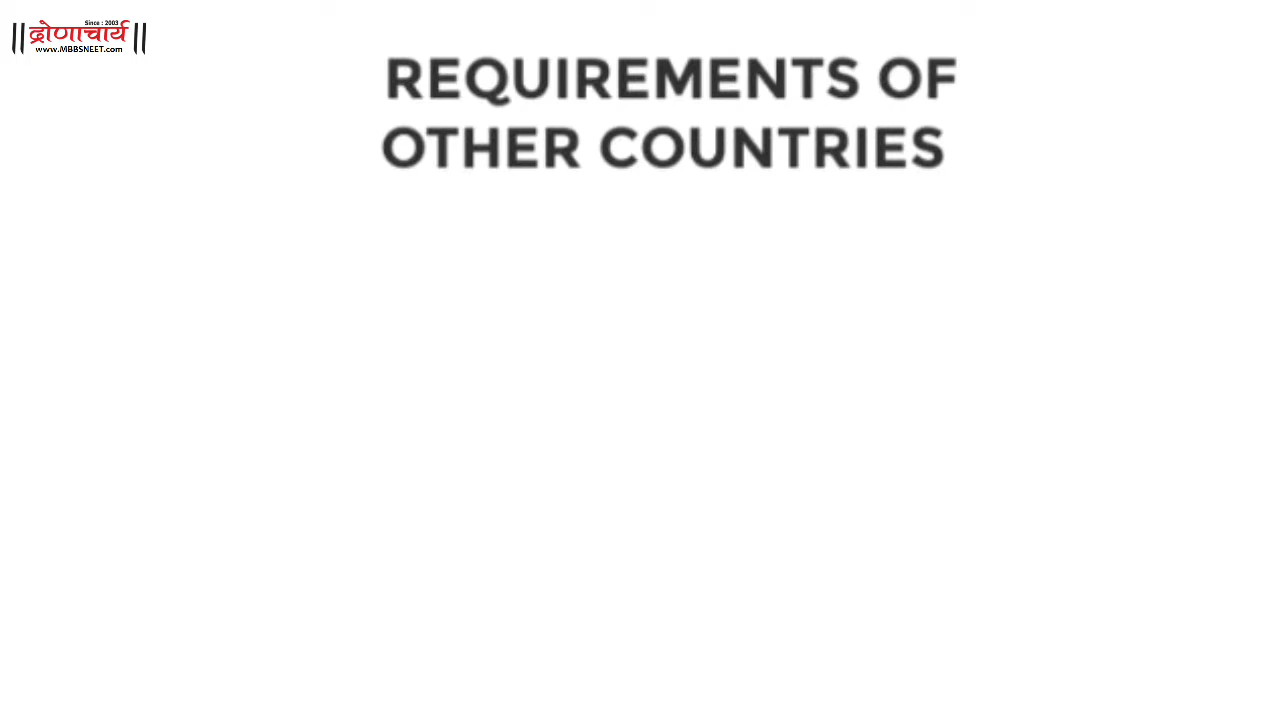 Since : 2003
|| द्रोणाचार्य ||
www.MBBSNEET.com
REQUIREMENTS OF
OTHER COUNTRIES